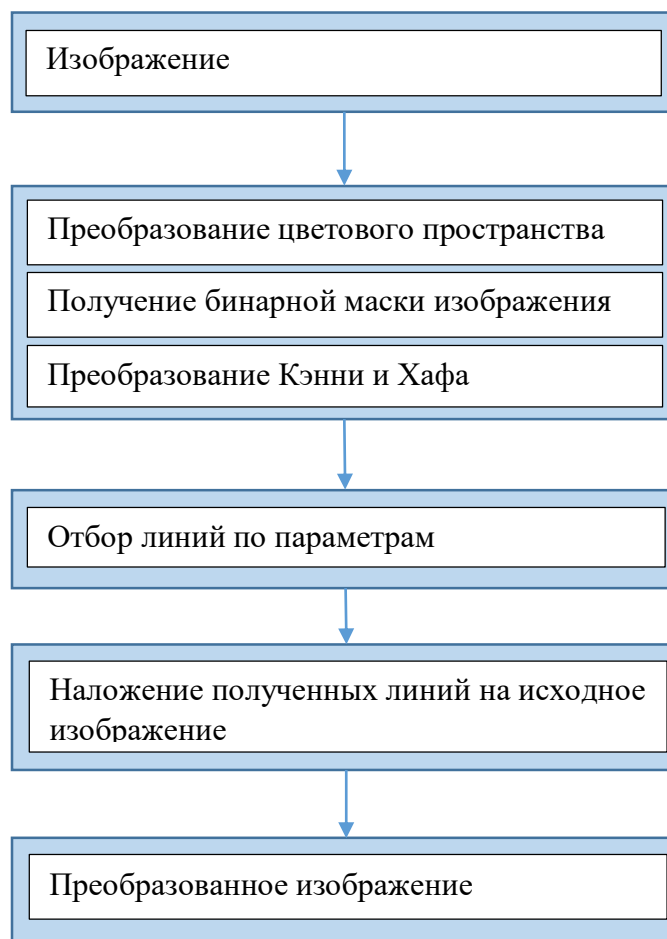 Изображение
Преобразование цветового пространства
Получение бинарной маски изображения
Преобразование Кэнни и Хафа
Отбор линий по параметрам
Наложение полученных линий на исходное
изображение
Преобразованное изображение